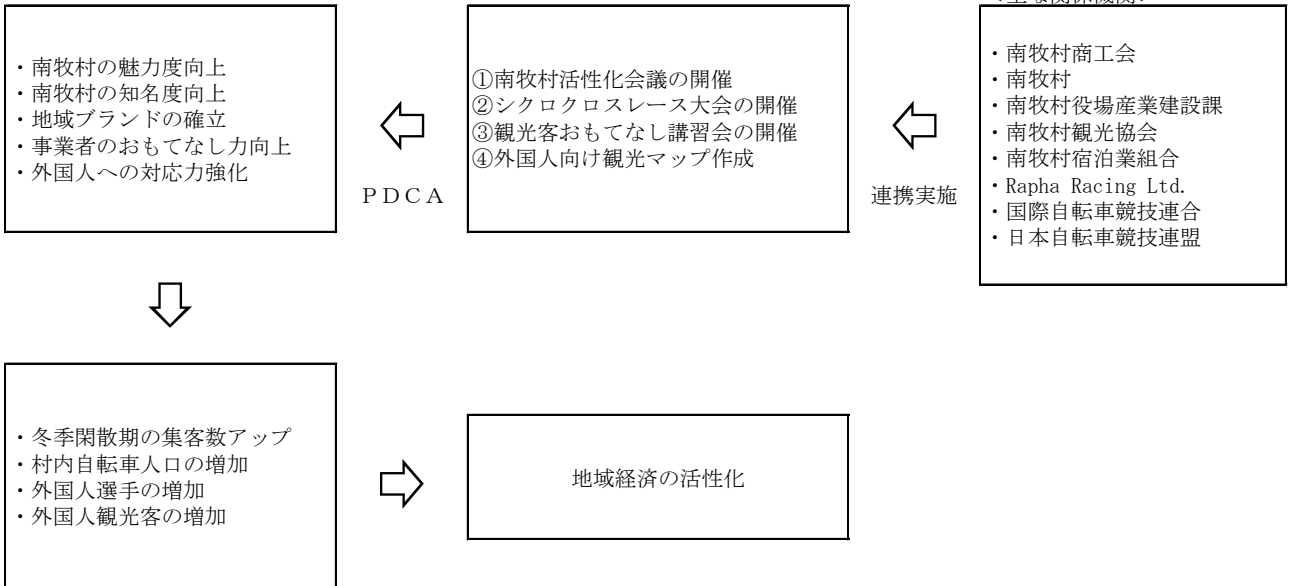 ・南牧村の魅力度向上
・南牧村の知名度向上
・地域ブランドの確立
・事業者のおもてなし力向上
・外国人への対応力強化
PDCA
①南牧村活性化会議の開催
②シクロクロスレース大会の開催
③観光客おもてなし講習会の開催
④外国人向け観光マップ作成
連携実施
・南牧村商工会
・南牧村
・南牧村役場産業建設課
・南牧村観光協会
・南牧村宿泊業組合
・Rapha Racing Ltd.
・国際自転車競技連合
・日本自転車競技連盟
・冬季閑散期の集客数アップ
・村内自転車人口の増加
・外国人選手の増加
・外国人観光客の増加
地域経済の活性化